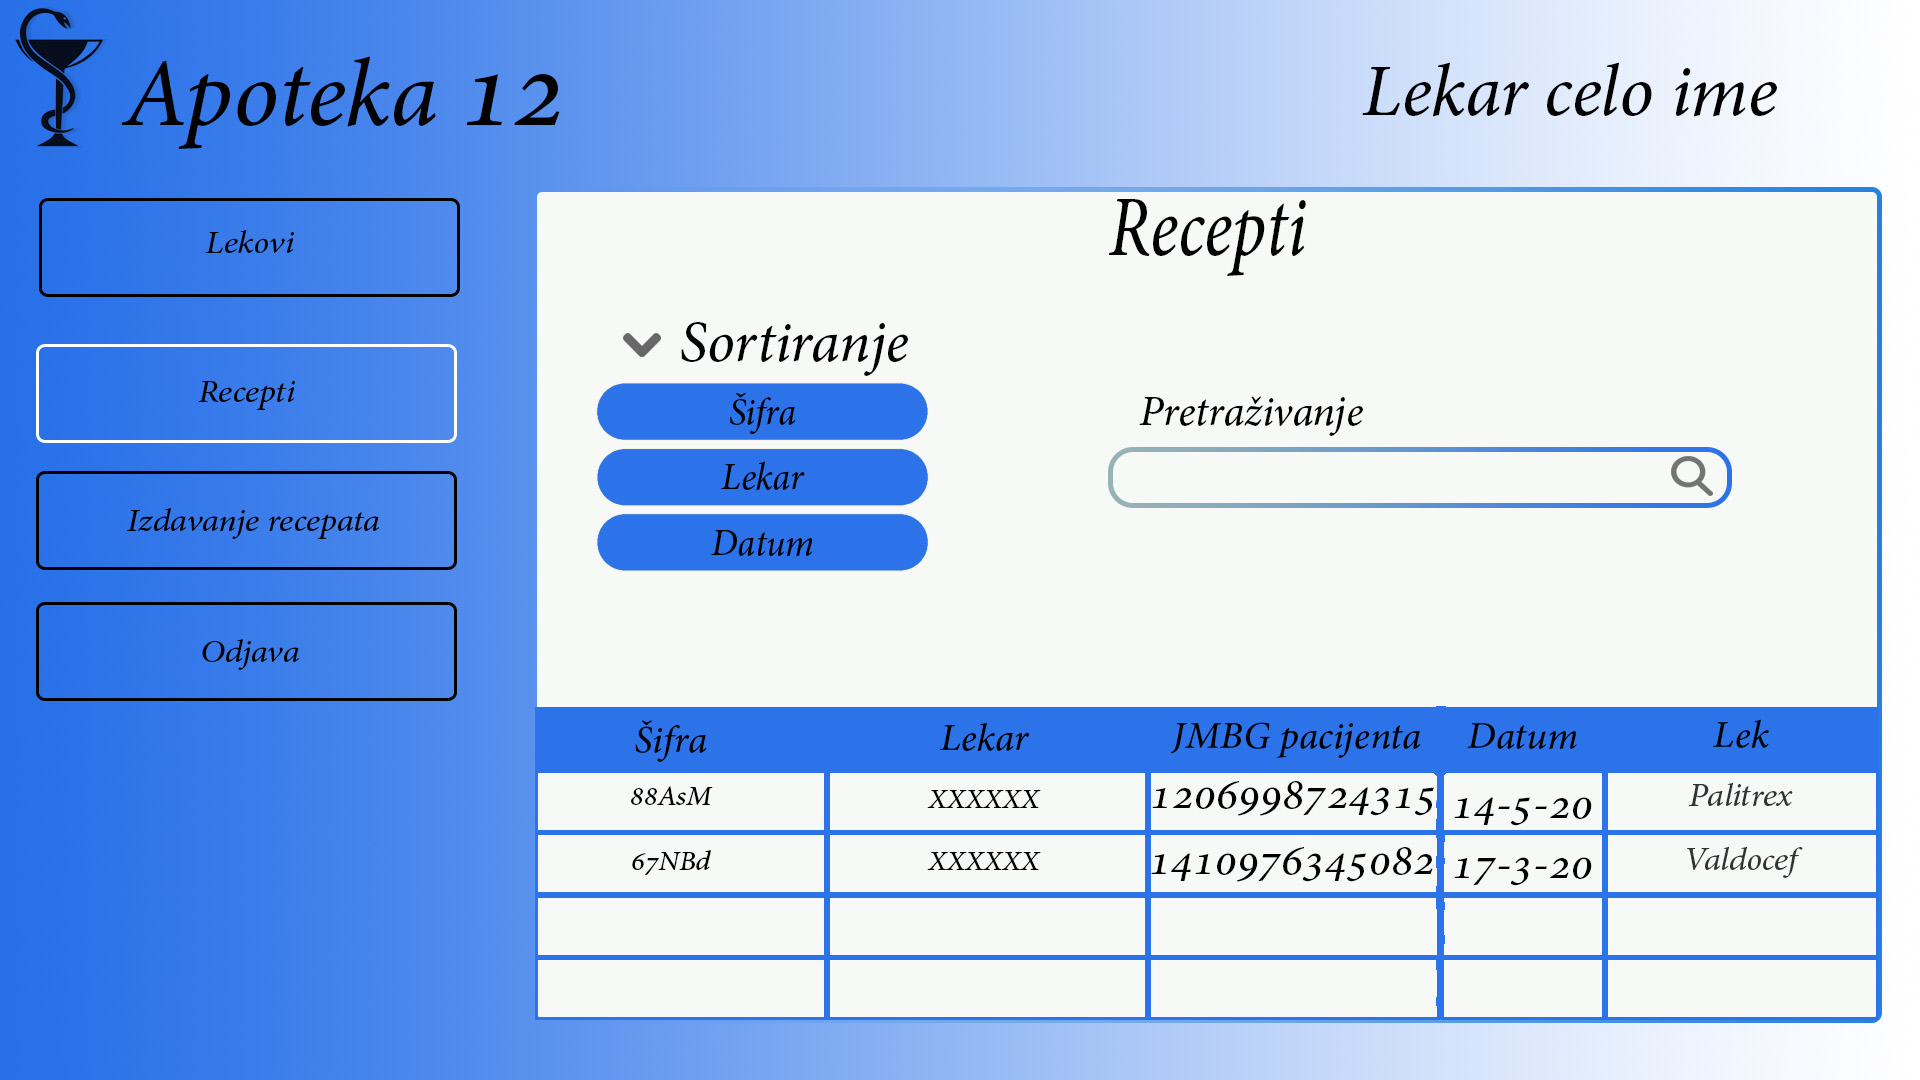 Apoteka 12
Lekar celo ime
Lekovi
Recepti
Izdavanje recepata
Odjava
Recepti
Sortiranje
Šifra
Lekar
Datum
Pretraživanje
Šifra Lekar JMBG pacijenta Datum Lek
88AsM XXXXXX 1206998724315 14-5-20 Palitrex
67NBd XXXXXX 1410976345082 17-3-20 Valdocef